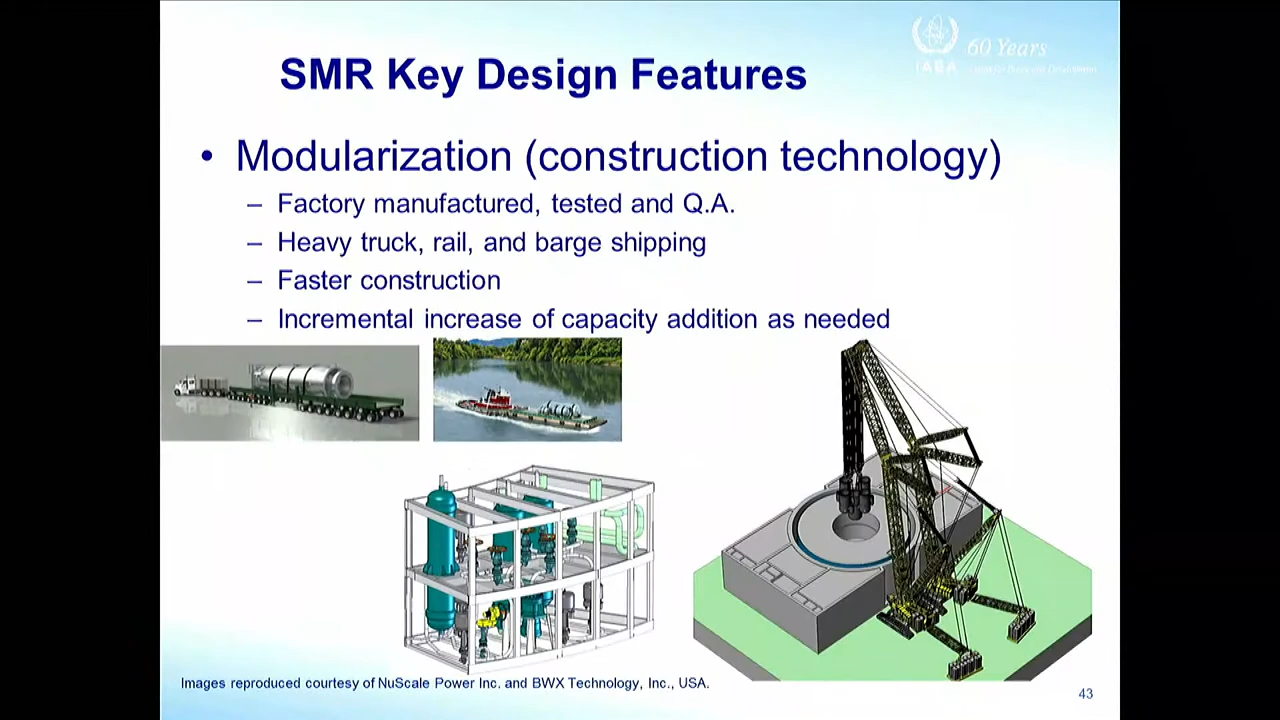 60 Years
IAEA
SMR Key Design Features
• Modularization (construction technology)
– Factory manufactured, tested and Q.A.
– Heavy truck, rail, and barge shipping
– Faster construction
– Incremental increase of capacity addition as needed
Images reproduced courtesy of NuScale Power Inc. and BWX Technology, Inc., USA.
43